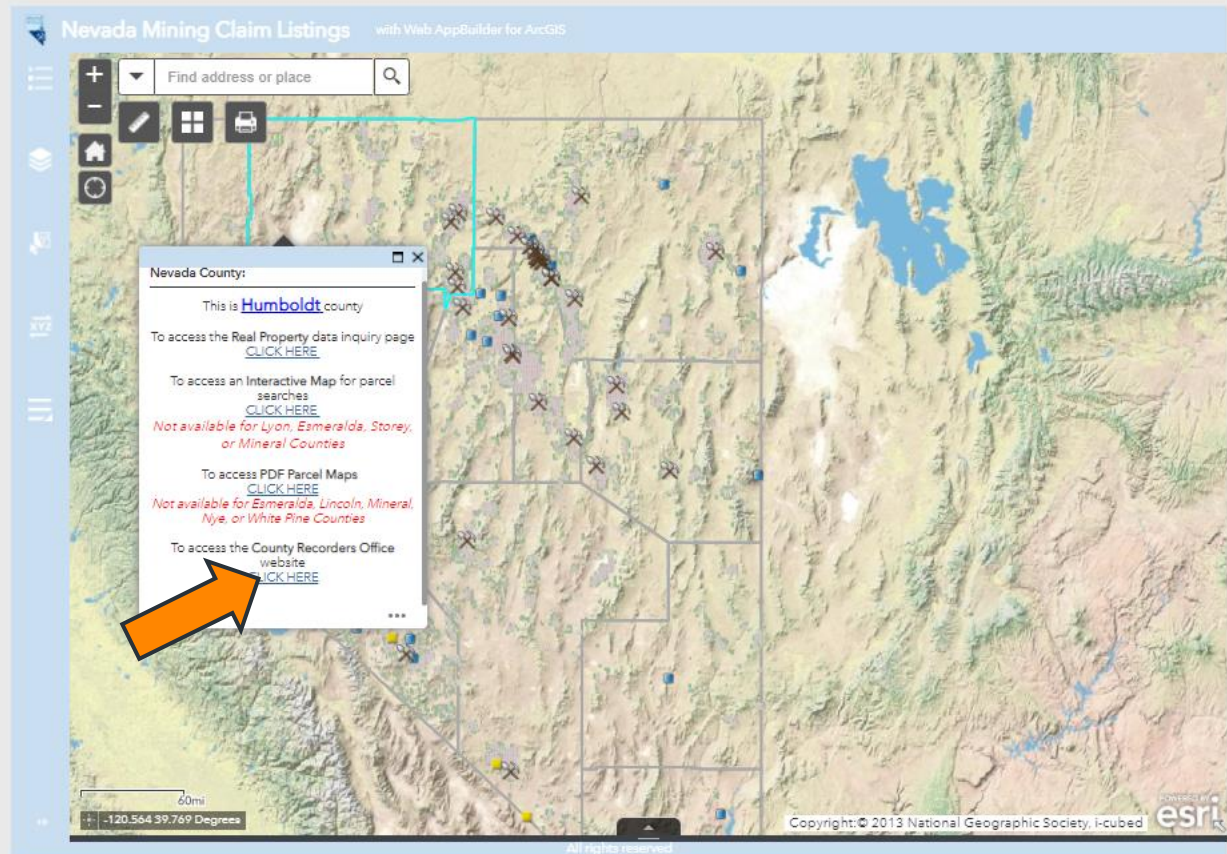 Nevada Mining Claim Listings with Web AppBuilder for ArcGIS
Find address or place
Nevada County:
This is Humboldt county
To access the Real Property data inquiry page
CLICK HERE
To access an Interactive Map for parcel
searches
CLICK HERE
Not available for Lyon, Esmeralda, Storey,
or Mineral Counties
To access PDF Parcel Maps
CLICK HERE
Not available for Esmeralda, Lincoln, Mineral,
Nye, or White Pine Counties
To access the County Recorders Office
website
CLICK HERE
XYZ
60mi
-120.564 39.769 Degrees
Copyright:© 2013 National Geographic Society, i-cubed
POWERED BY
esri
All rights reserved